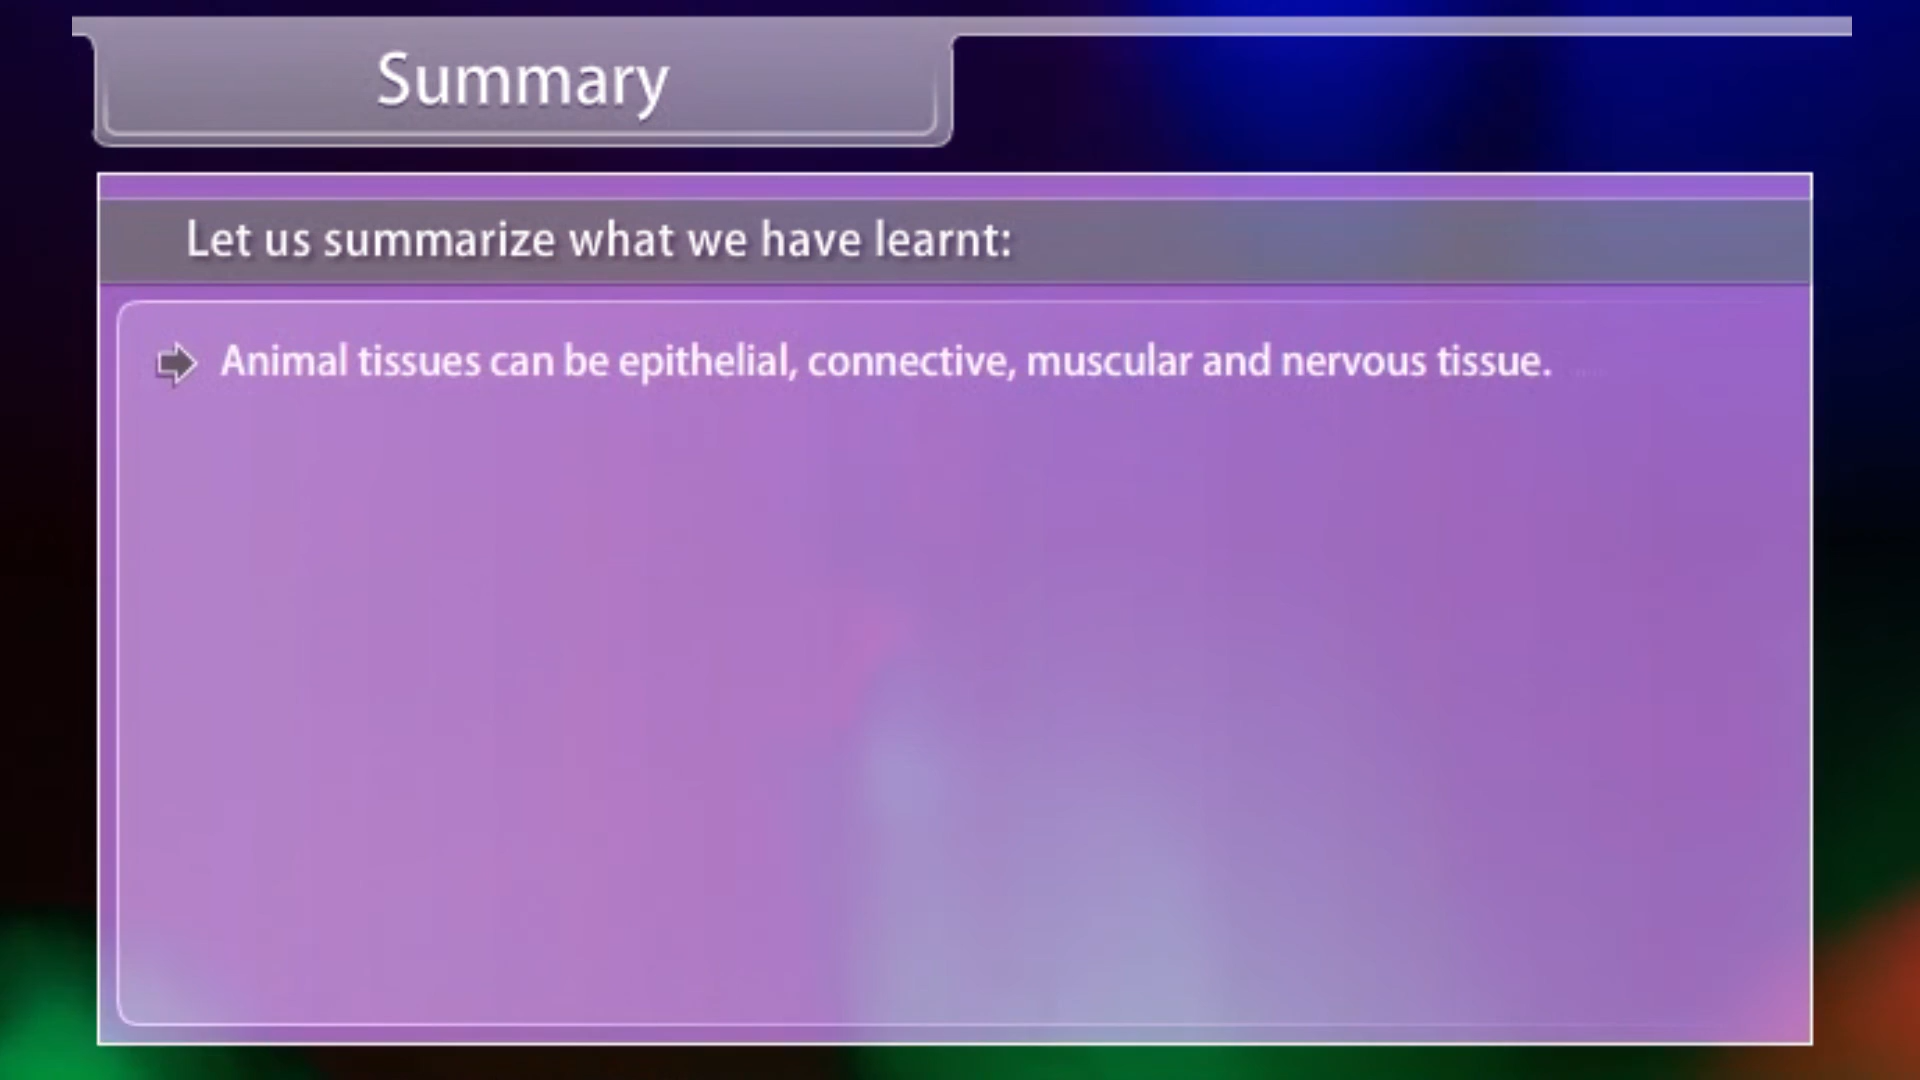 Summary
Let us summarize what we have learnt:
Animal tissues can be epithelial, connective, muscular and nervous tissue.